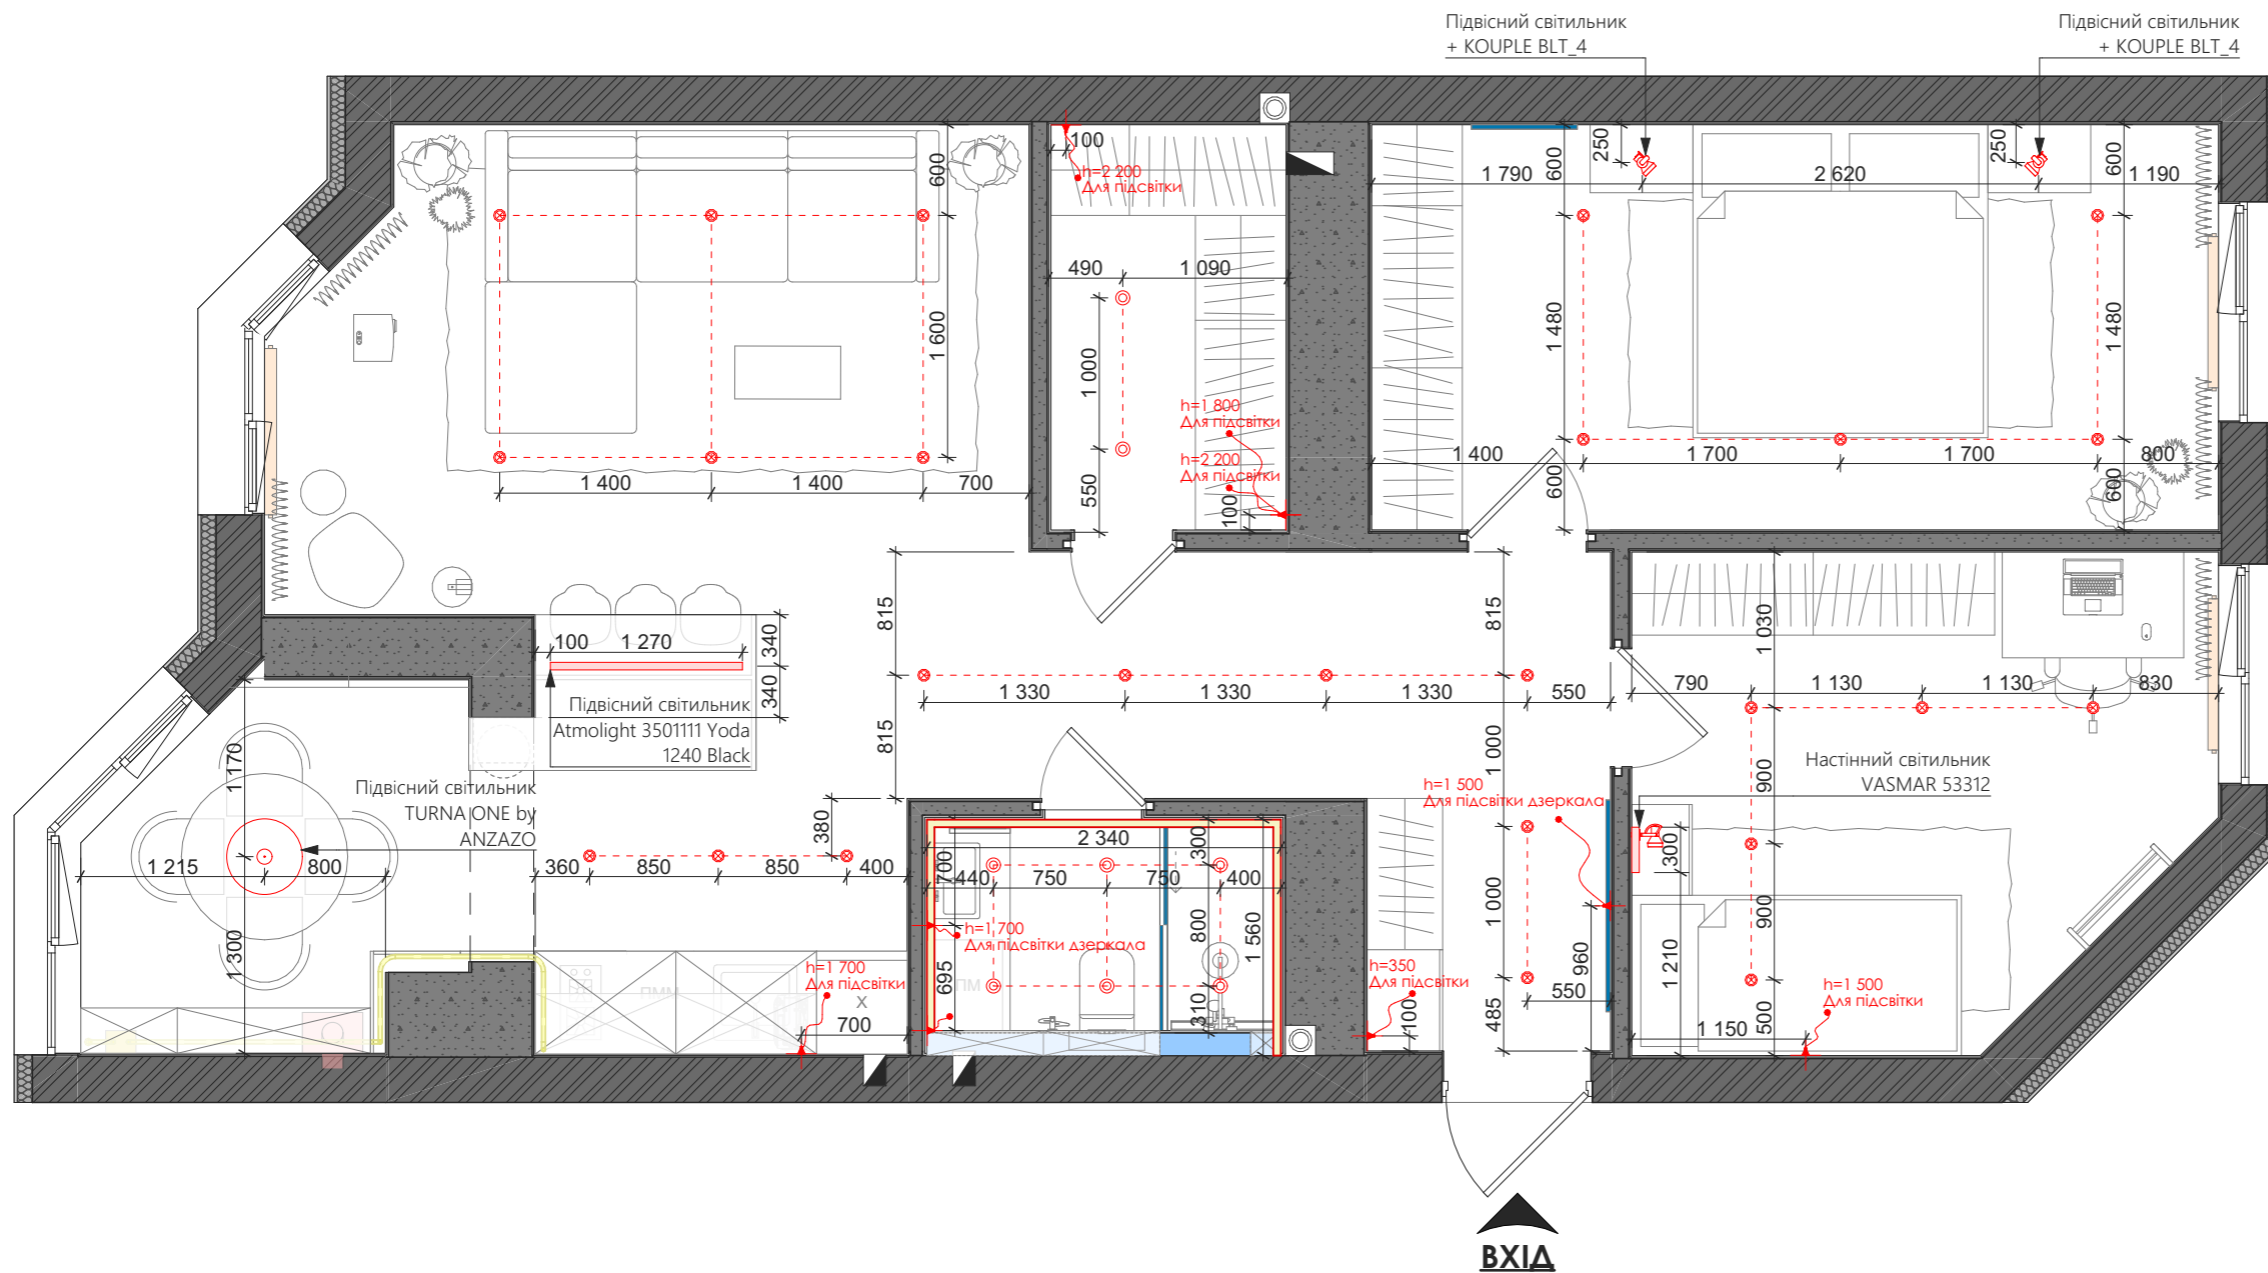 Підвісний світильник
+ KOUPLE BLT_4
Підвісний світильник
+ KOUPLE BLT_4
100
h=2 200
Для підсвітки
600
1 600
1 400
1 400
700
490
1 090
1 000
550
h=1 800
Для підсвітки
h=2 200
Для підсвітки
100
250
250
600
600
1 790
2 620
1 190
1 480
1 480
1 400
1 700
1 700
800
600
600
815
815
340
340
100
1 270
Підвісний світильник
Atmolight 3501111 Yoda
1240 Black
815
1 330
1 330
1 330
550
1 000
1 000
485
1 030
790
1 130
1 130
830
900
900
500
Настінний світильник
VASMAR 53312
300
1 210
1 150
h=1 500
Для підсвітки
h=1 500
Для підсвітки дзеркала
960
550
h=350
Для підсвітки
100
1 170
1 300
1 215
800
Підвісний світильник
TURNA ONE by
ANZAZO
380
360
850
850
400
ПММ
h=1 700
Для підсвітки
X
700
2 340
700
440
750
750
400
300
800
310
1 560
695
h=1 700
Для підсвітки дзеркала
ПМ
ВХІД